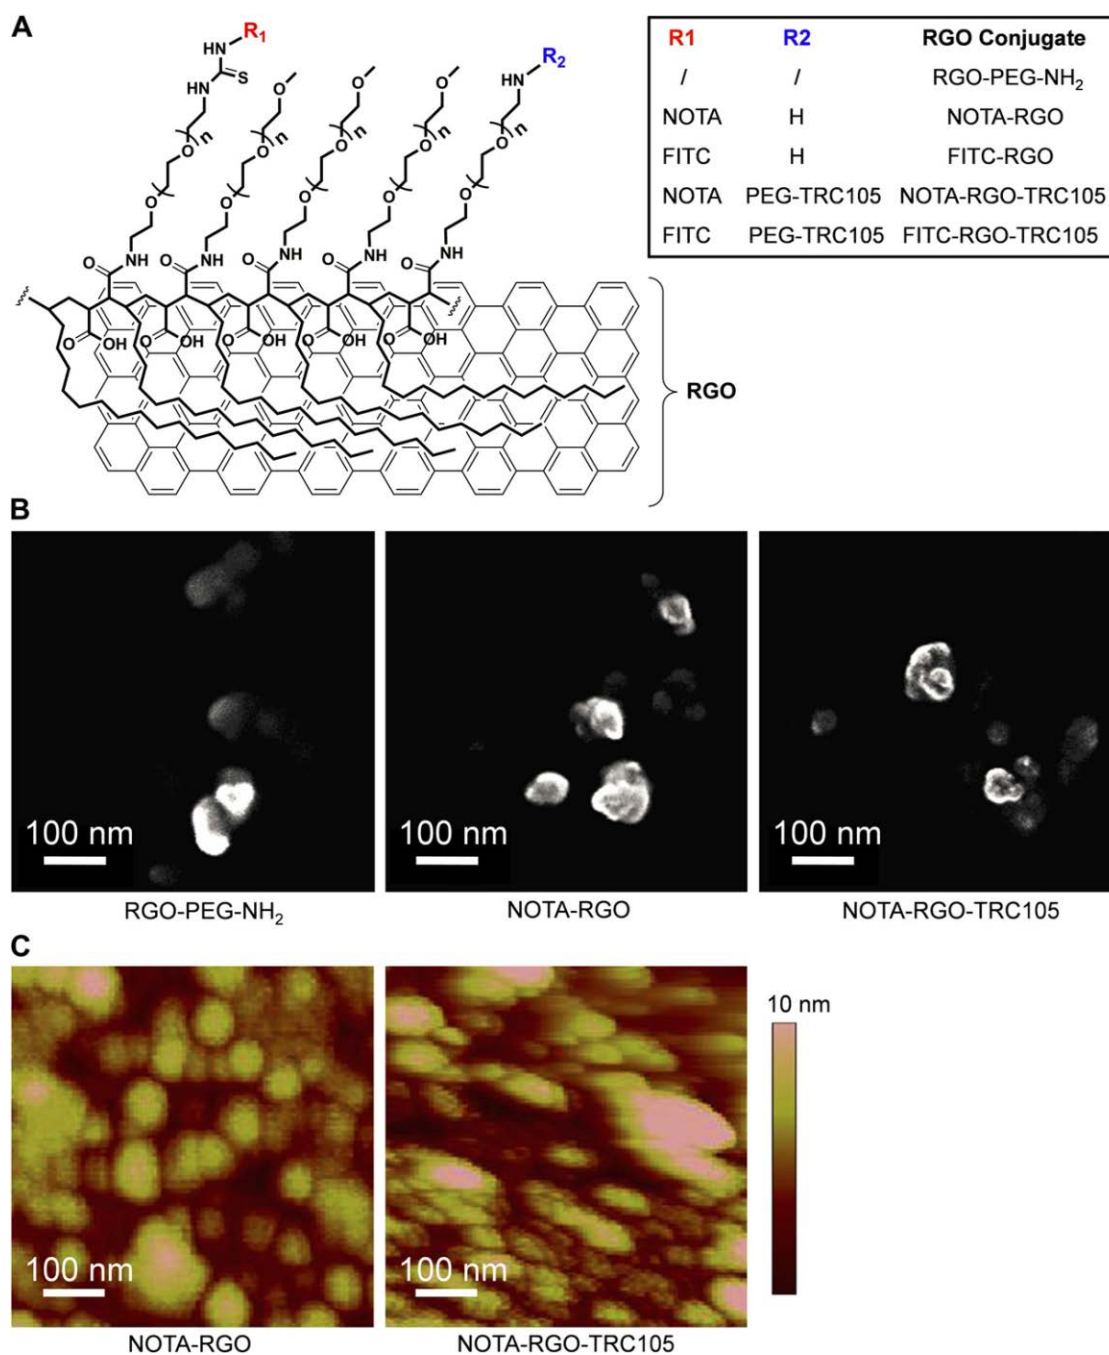 A
R₁
NH
S
HN
O
O
O
O
n
n
n
n
R₂
HN
n
O
O
O
O
O
O
NH
O
NH
O
NH
O
NH
O
NH
O
OH
O
OH
O
OH
O
OH
O
OH
RGO
R1 R2 RGO Conjugate
/ / RGO-PEG-NH₂
NOTA H NOTA-RGO
FITC H FITC-RGO
NOTA PEG-TRC105 NOTA-RGO-TRC105
FITC PEG-TRC105 FITC-RGO-TRC105
B
100 nm
100 nm
100 nm
RGO-PEG-NH₂
NOTA-RGO
NOTA-RGO-TRC105
C
10 nm
100 nm
100 nm
NOTA-RGO
NOTA-RGO-TRC105